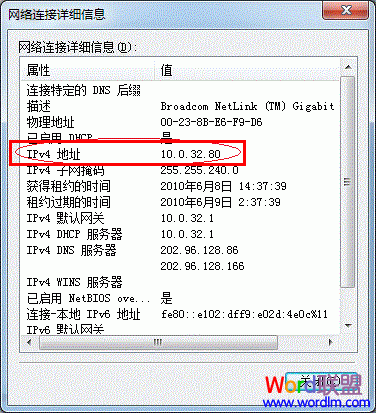 网络连接详细信息
网络连接详细信息(D):
属性 值
连接特定的 DNS 后缀
描述 Broadcom NetLink (TM) Gigabit
物理地址 00-23-8B-E6-F9-D6
已启用 DHCP 是
IPv4 地址 10.0.32.80
IPv4 子网掩码 255.255.240.0
获得租约的时间 2010年6月8日 14:37:39
租约过期的时间 2010年6月9日 2:37:39
IPv4 默认网关 10.0.32.1
IPv4 DHCP 服务器 10.0.32.1
IPv4 DNS 服务器 202.96.128.86
202.96.128.166
IPv4 WINS 服务器
已启用 NetBIOS ove... 是
连接-本地 IPv6 地址 fe80::e102:dff9:e02d:4e0c%11
IPv6 默认网关
关闭(C)
Word联盟
www.wordlm.com